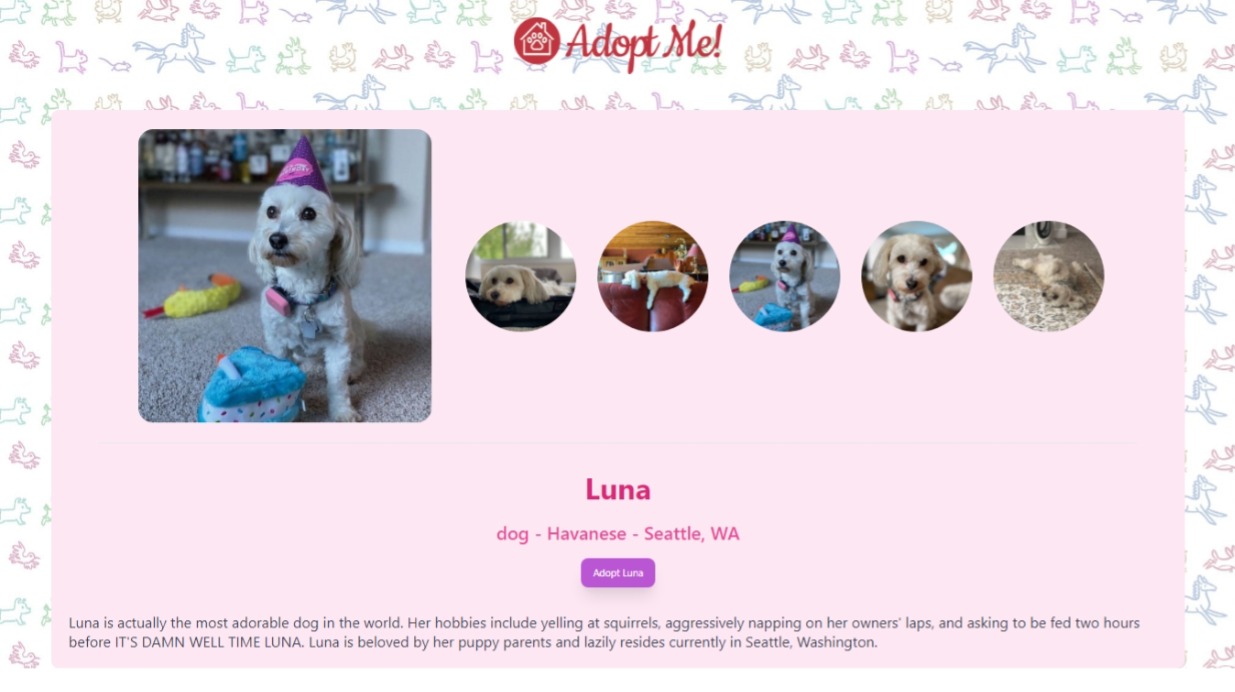 Adopt Me!
Luna
dog - Havanese - Seattle, WA
Adopt Luna
Luna is actually the most adorable dog in the world. Her hobbies include yelling at squirrels, aggressively napping on her owners' laps, and asking to be fed two hours
before IT'S DAMN WELL TIME LUNA. Luna is beloved by her puppy parents and lazily resides currently in Seattle, Washington.